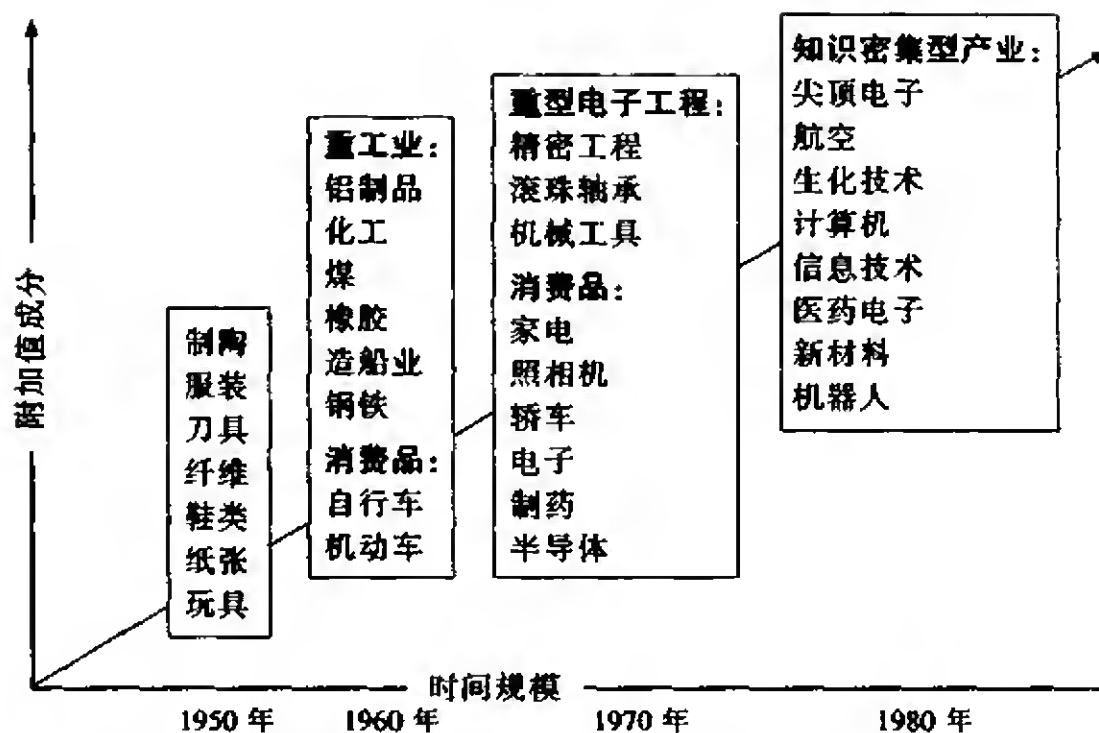 附加值成分
制陶
服装
刀具
纤维
鞋类
纸张
玩具
重工业：
铝制品
化工
煤
橡胶
造船业
钢铁
消费品：
自行车
机动车
重型电子工程：
精密工程
滚珠轴承
机械工具
消费品：
家电
照相机
轿车
电子
制药
半导体
知识密集型产业：
尖顶电子
航空
生化技术
计算机
信息技术
医药电子
新材料
机器人
时间规模
1950 年
1960 年
1970 年
1980 年